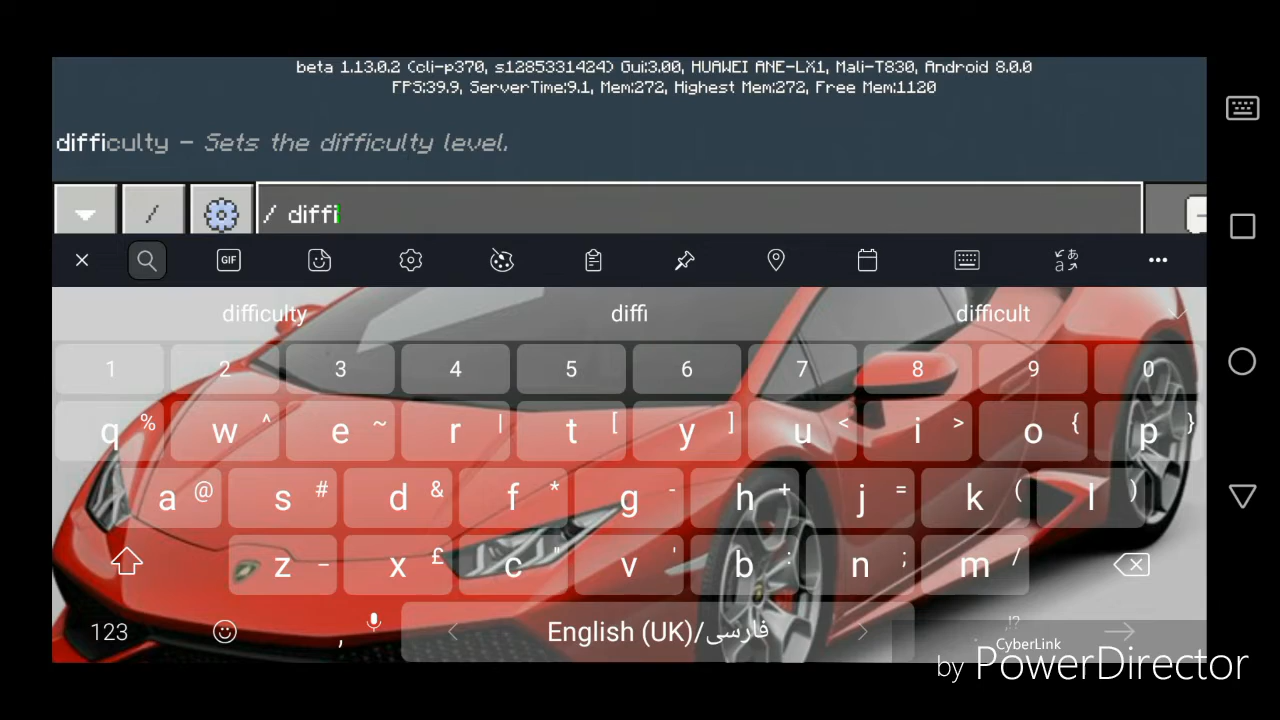 beta 1.13.0.2 (cli-p370, s1285331424) Gui:3.00, HUAWEI ANE-LX1, Mali-T830, Android 8.0.0
FPS:39.9, ServerTime:9.1, Mem:272, Highest Mem:272, Free Mem:1120
difficulty - Sets the difficulty level.
/ / diffi
GIF
difficulty diffi difficult
1 2 3 4 5 6 7 8 9 0
q % w ^ e ~ r | t [ y ] u < i > o { p }
a @ s # d & f * g - h + j = k ( l )
z _ x £ c " v ' b : n ; m /
123 , < English (UK)/فارسی > . !?
CyberLink
by PowerDirector